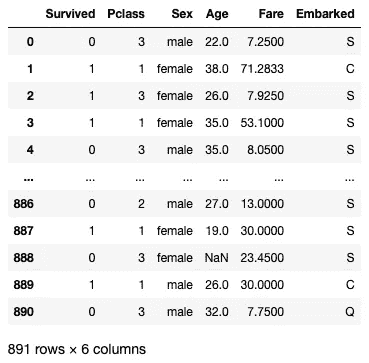 Survived Pclass Sex Age Fare Embarked
0 0 3 male 22.0 7.2500 S
1 1 1 female 38.0 71.2833 C
2 1 3 female 26.0 7.9250 S
3 1 1 female 35.0 53.1000 S
4 0 3 male 35.0 8.0500 S
... ... ... ... ... ... ...
886 0 2 male 27.0 13.0000 S
887 1 1 female 19.0 30.0000 S
888 0 3 female NaN 23.4500 S
889 1 1 male 26.0 30.0000 C
890 0 3 male 32.0 7.7500 Q
891 rows × 6 columns